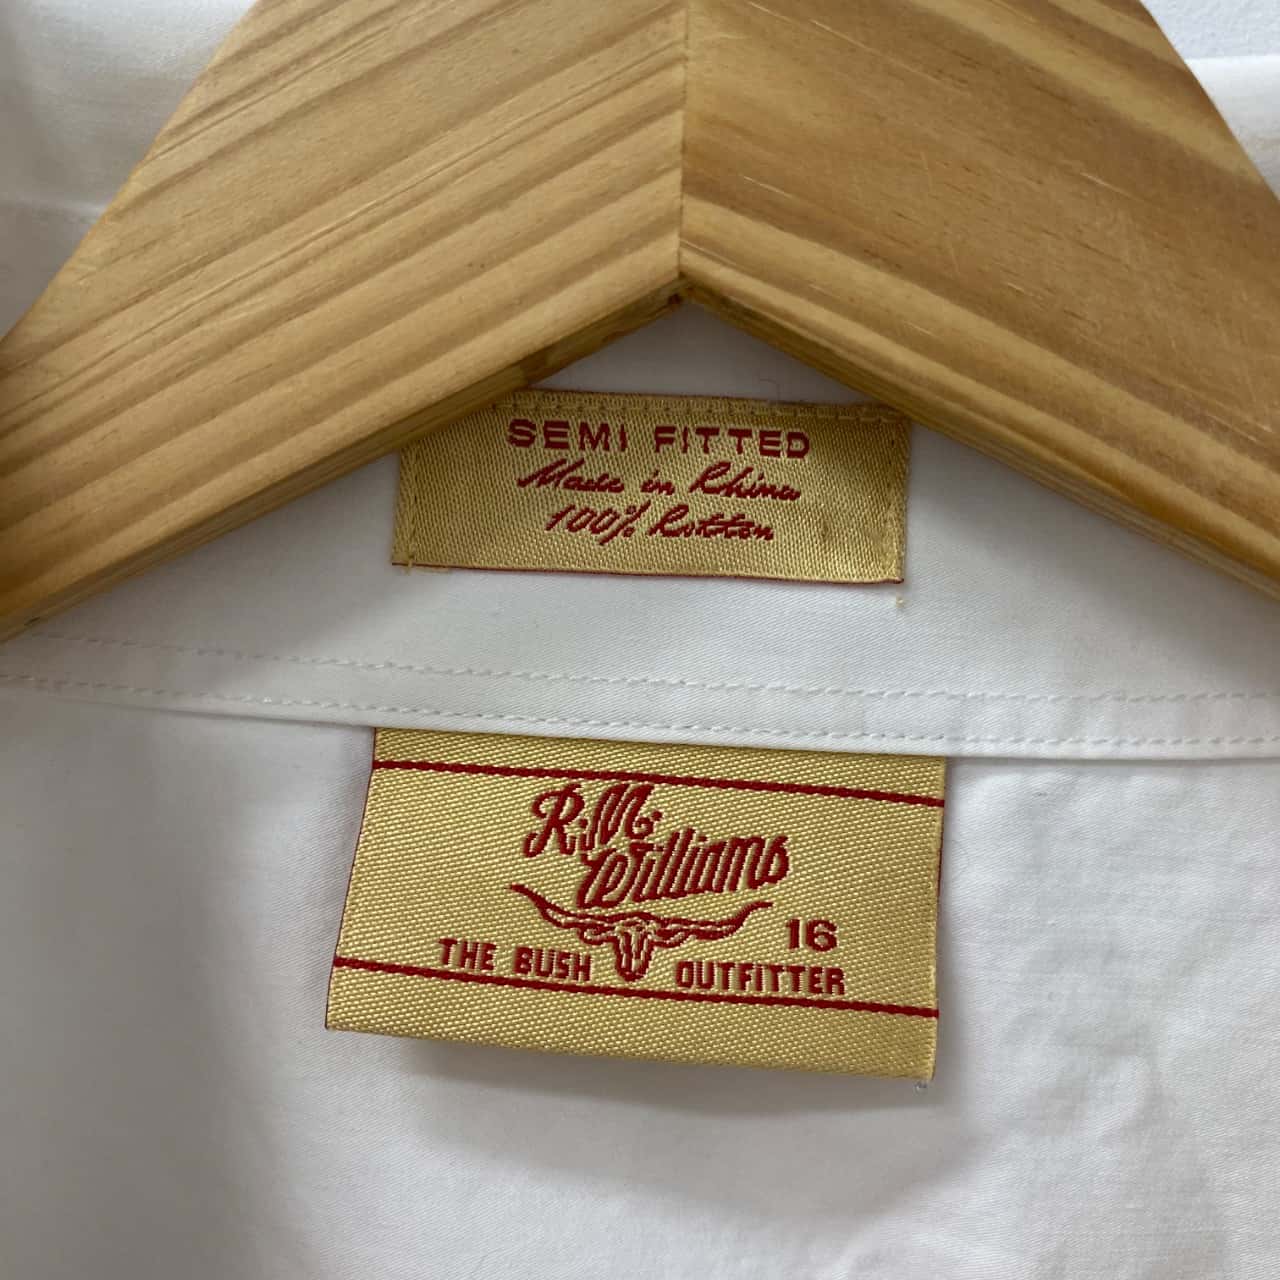 SEMI FITTED
Made in China
100% Cotton
R.M.
Williams
16
THE BUSH OUTFITTER